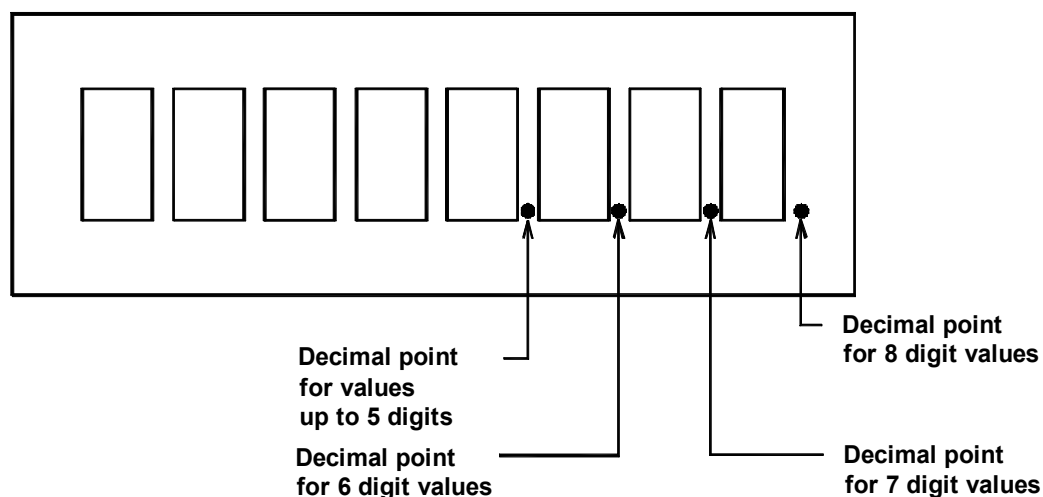 Decimal point
for values
up to 5 digits
Decimal point
for 6 digit values
Decimal point
for 8 digit values
Decimal point
for 7 digit values